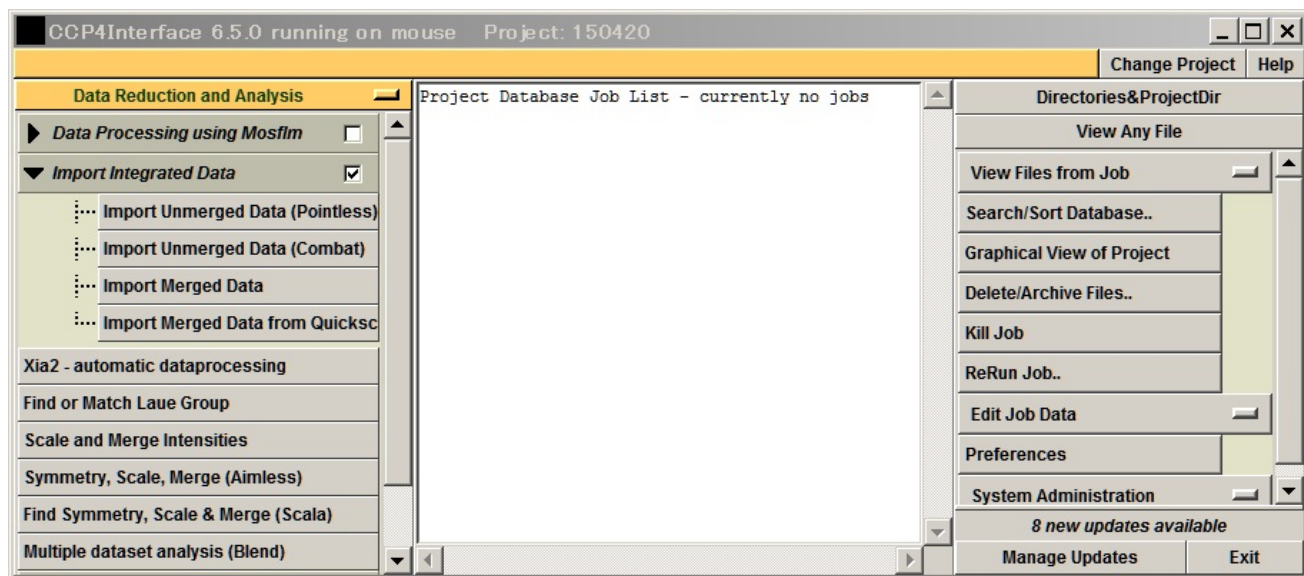 CCP4Interface 6.5.0 running on mouse Project: 150420
Change Project Help
Data Reduction and Analysis
Data Processing using Mosflm
Import Integrated Data
Import Unmerged Data (Pointless)
Import Unmerged Data (Combat)
Import Merged Data
Import Merged Data from Quicksc
Xia2 - automatic dataprocessing
Find or Match Laue Group
Scale and Merge Intensities
Symmetry, Scale, Merge (Aimless)
Find Symmetry, Scale & Merge (Scala)
Multiple dataset analysis (Blend)
Project Database Job List - currently no jobs
Directories&ProjectDir
View Any File
View Files from Job
Search/Sort Database..
Graphical View of Project
Delete/Archive Files..
Kill Job
ReRun Job..
Edit Job Data
Preferences
System Administration
8 new updates available
Manage Updates Exit